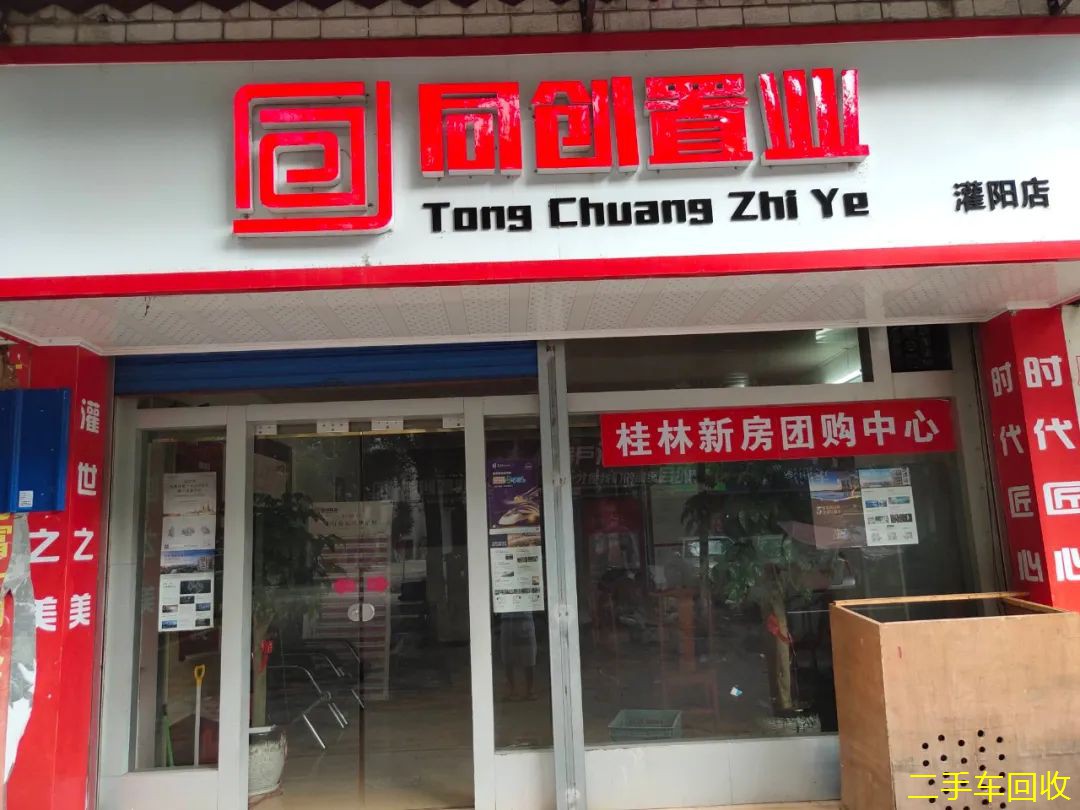 同创置业
Tong Chuang Zhi Ye
灌阳店
桂林新房团购中心
灌世之美
之美
时代匠心
时代匠心
二手车回收